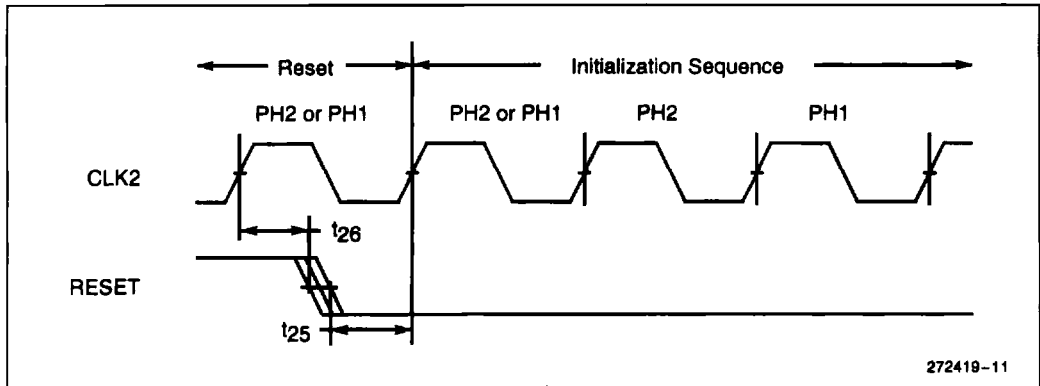 Reset
Initialization Sequence
PH2 or PH1
PH2 or PH1
PH2
PH1
CLK2
t26
RESET
t25
272419-11